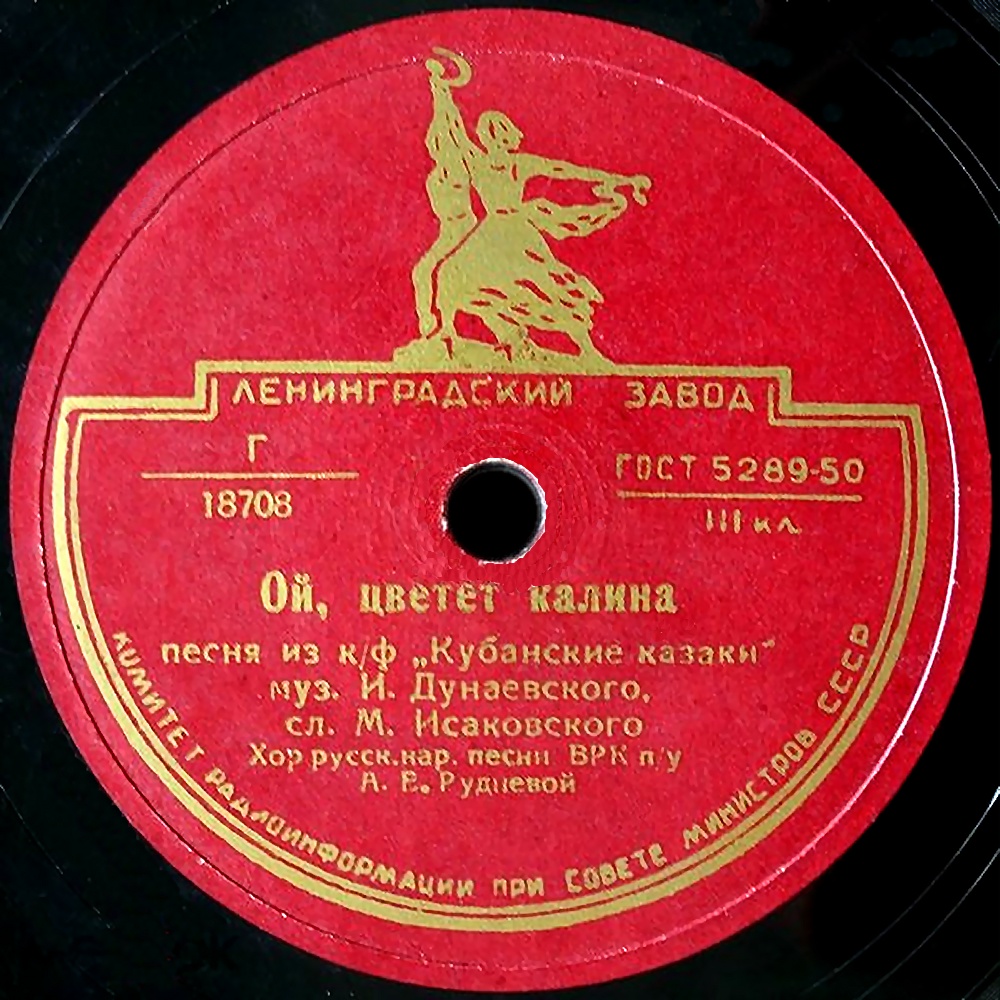 ЛЕНИНГРАДСКИЙ ЗАВОД
Г
18708
ГОСТ 5289-50
III кл.
Ой, цветет калина
песня из к/ф „Кубанские казаки"
муз. И. Дунаевского,
сл. М. Исаковского
Хор русск.нар. песни ВРК п/у
А. В. Рудневой
КОМИТЕТ РАДИОИНФОРМАЦИИ ПРИ СОВЕТЕ МИНИСТРОВ СССР